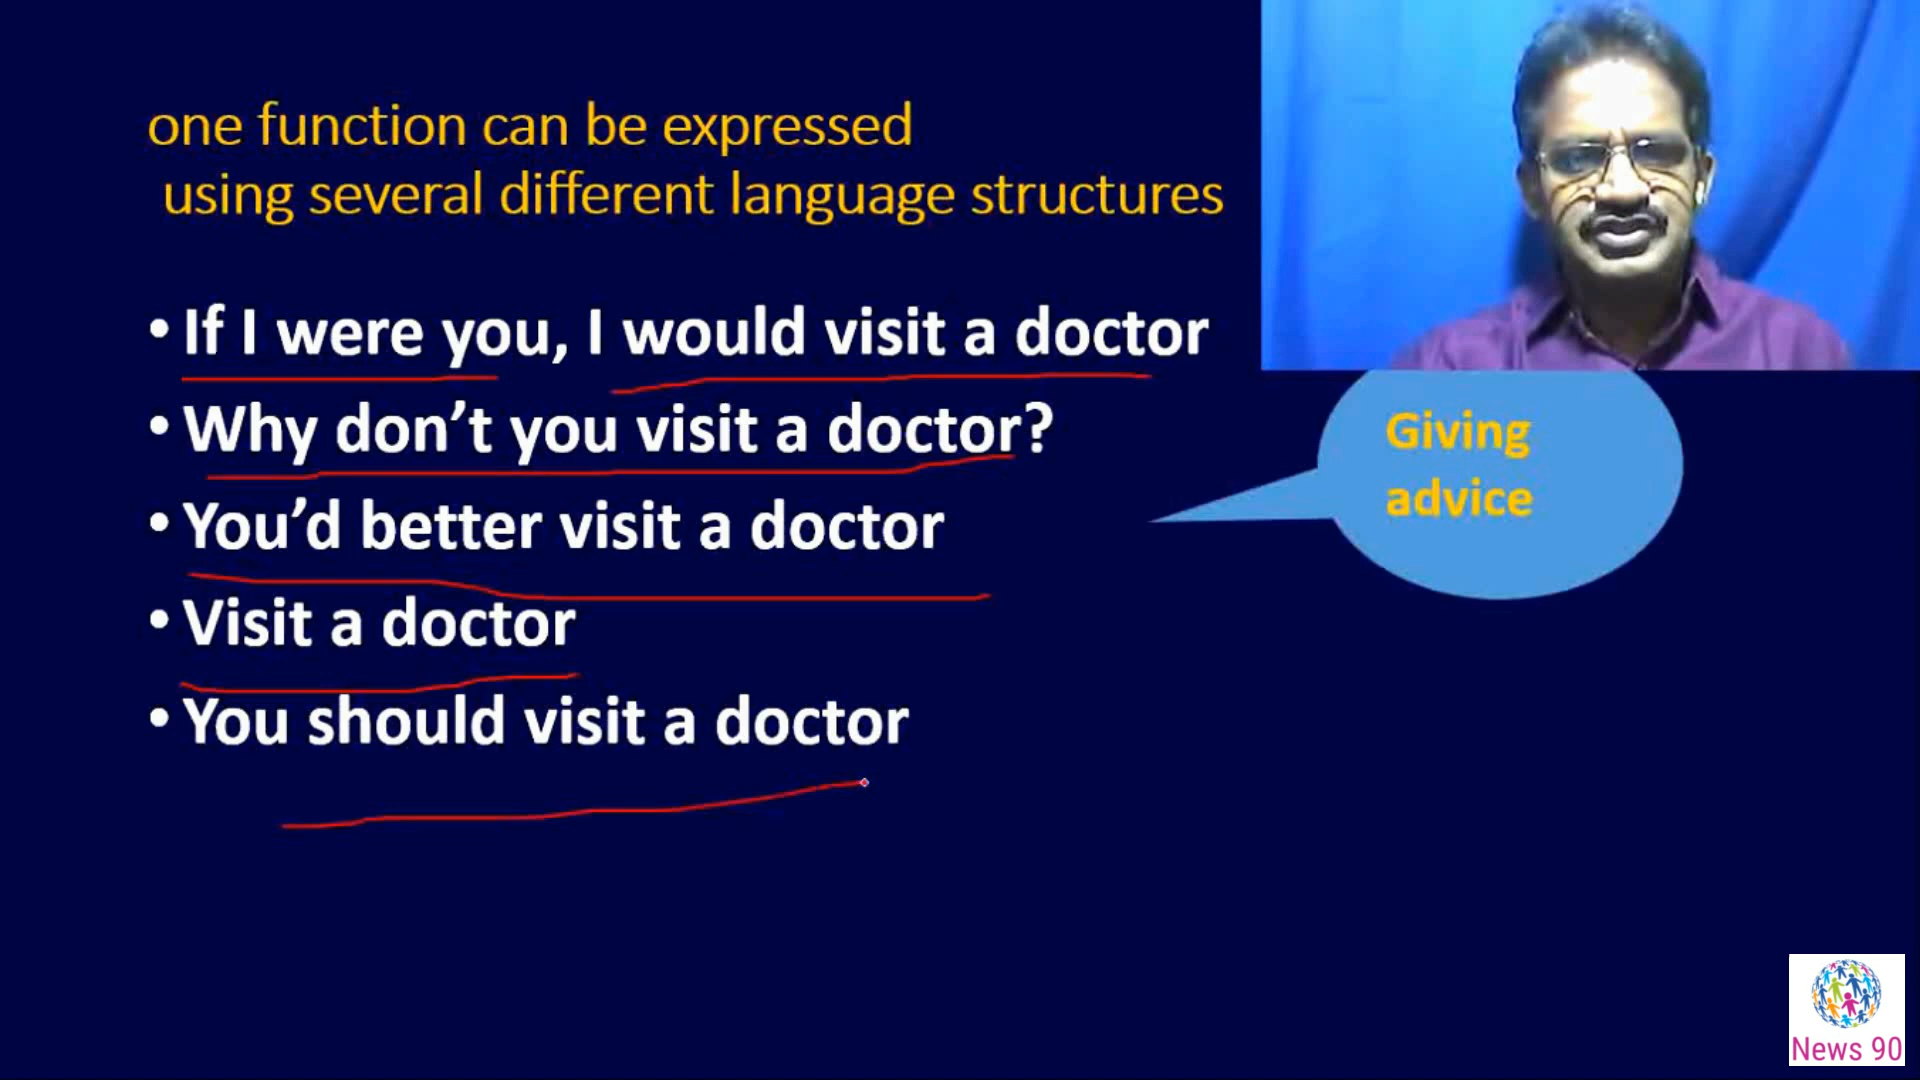 one function can be expressed
using several different language structures
• If I were you, I would visit a doctor
• Why don’t you visit a doctor?
• You’d better visit a doctor
• Visit a doctor
• You should visit a doctor
Giving
advice
News 90